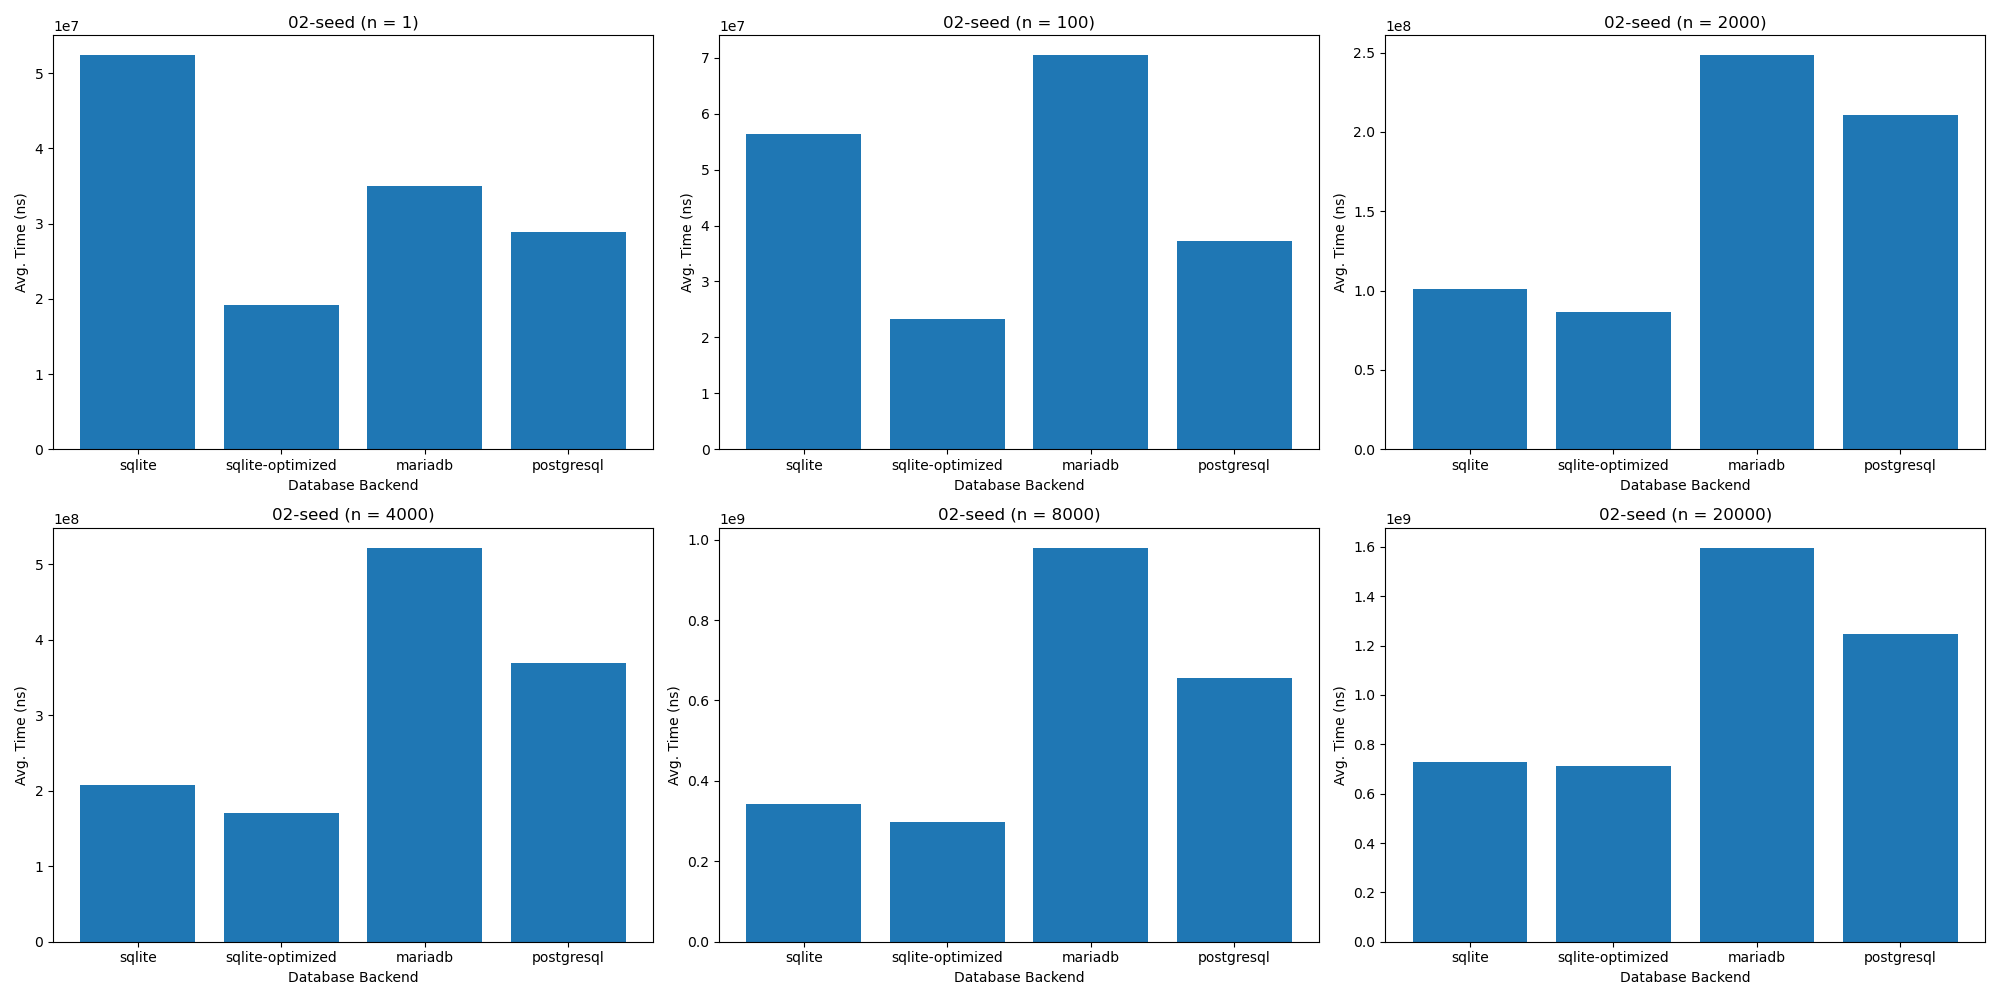 02-seed (n = 1)
1e7
5
4
3
2
1
0
Avg. Time (ns)
sqlite sqlite-optimized mariadb postgresql
Database Backend
02-seed (n = 100)
1e7
7
6
5
4
3
2
1
0
Avg. Time (ns)
sqlite sqlite-optimized mariadb postgresql
Database Backend
02-seed (n = 2000)
1e8
2.5
2.0
1.5
1.0
0.5
0.0
Avg. Time (ns)
sqlite sqlite-optimized mariadb postgresql
Database Backend
02-seed (n = 4000)
1e8
5
4
3
2
1
0
Avg. Time (ns)
sqlite sqlite-optimized mariadb postgresql
Database Backend
02-seed (n = 8000)
1e9
1.0
0.8
0.6
0.4
0.2
0.0
Avg. Time (ns)
sqlite sqlite-optimized mariadb postgresql
Database Backend
02-seed (n = 20000)
1e9
1.6
1.4
1.2
1.0
0.8
0.6
0.4
0.2
0.0
Avg. Time (ns)
sqlite sqlite-optimized mariadb postgresql
Database Backend